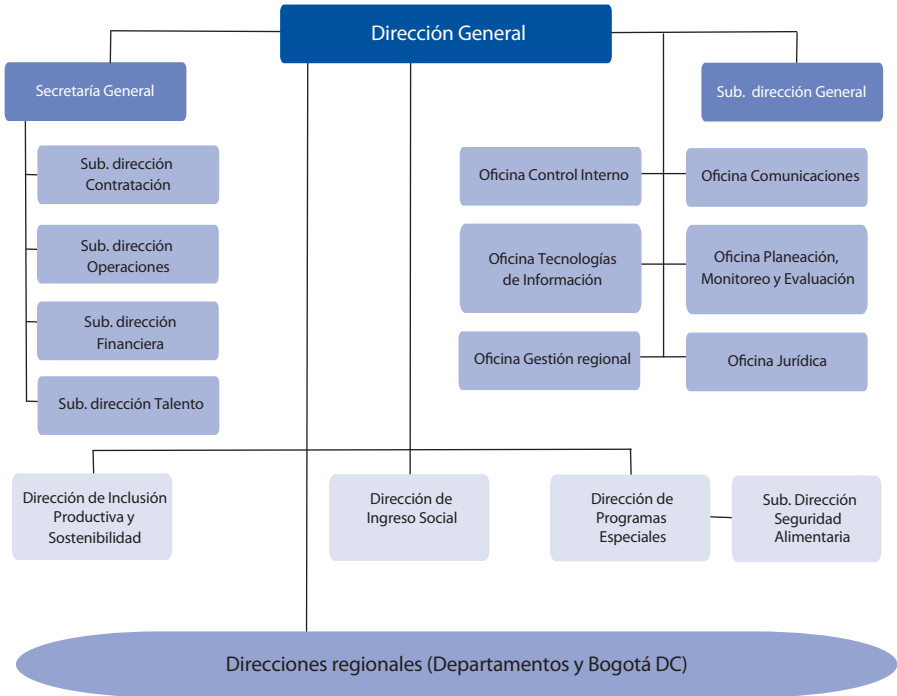 Dirección General
Secretaría General
Sub. dirección General
Sub. dirección
Contratación
Sub. dirección
Operaciones
Sub. dirección
Financiera
Sub. dirección Talento
Oficina Control Interno
Oficina Comunicaciones
Oficina Tecnologías
de Información
Oficina Planeación,
Monitoreo y Evaluación
Oficina Gestión regional
Oficina Jurídica
Dirección de Inclusión
Productiva y
Sostenibilidad
Dirección de
Ingreso Social
Dirección de
Programas
Especiales
Sub. Dirección
Seguridad
Alimentaria
Direcciones regionales (Departamentos y Bogotá DC)